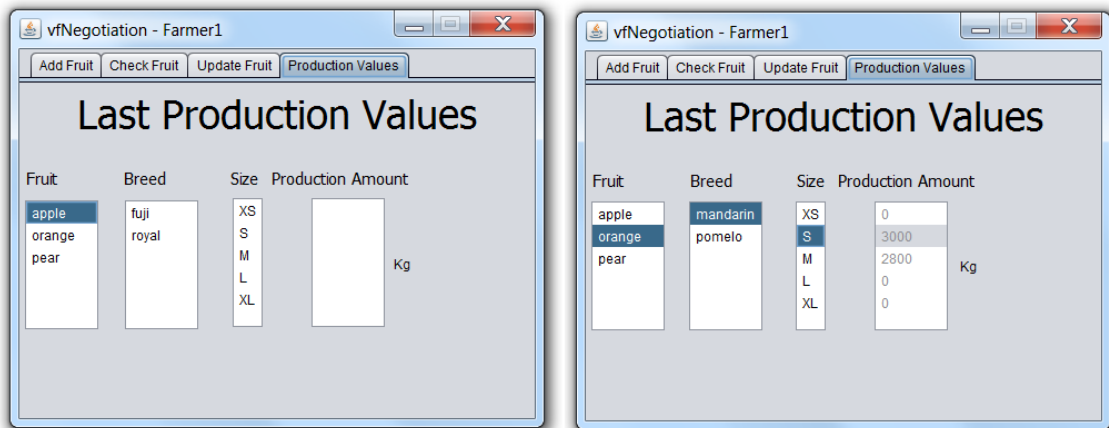 vfNegotiation - Farmer1
Add Fruit Check Fruit Update Fruit Production Values
Last Production Values
Fruit Breed Size Production Amount
apple fuji XS
orange royal S
pear M
L
XL
Kg
vfNegotiation - Farmer1
Add Fruit Check Fruit Update Fruit Production Values
Last Production Values
Fruit Breed Size Production Amount
apple mandarin XS 0
orange pomelo S 3000
pear M 2800
L 0
XL 0
Kg